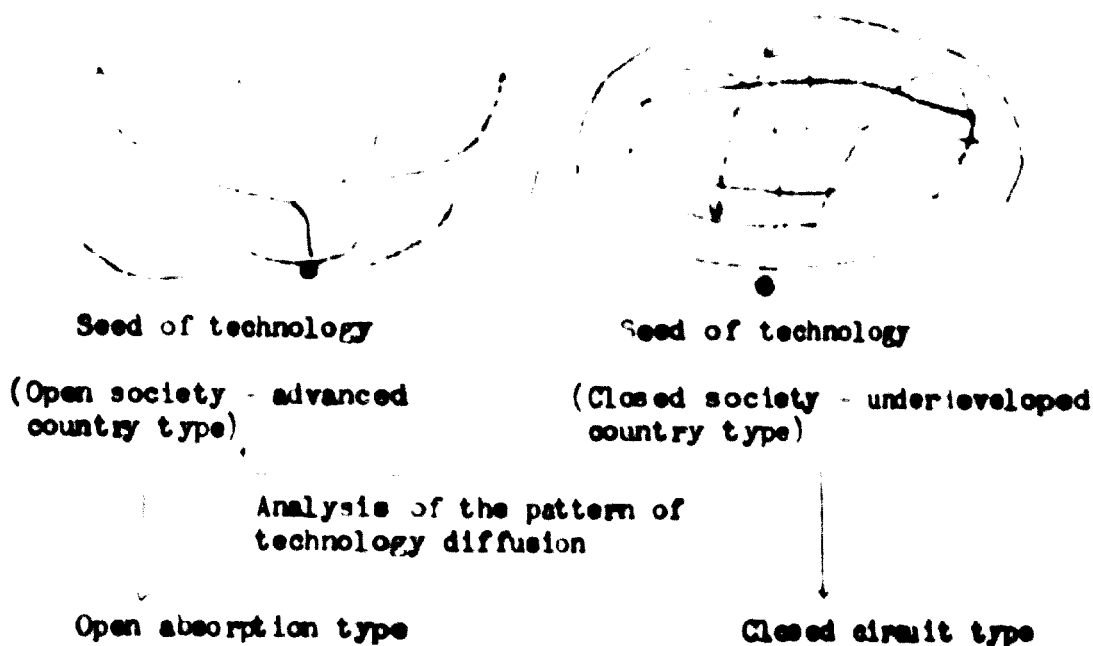 Seed of technology
(Open society - advanced
country type)
Seed of technology
(Closed society - underdeveloped
country type)
Analysis of the pattern of
technology diffusion
Open absorption type
Closed circuit type